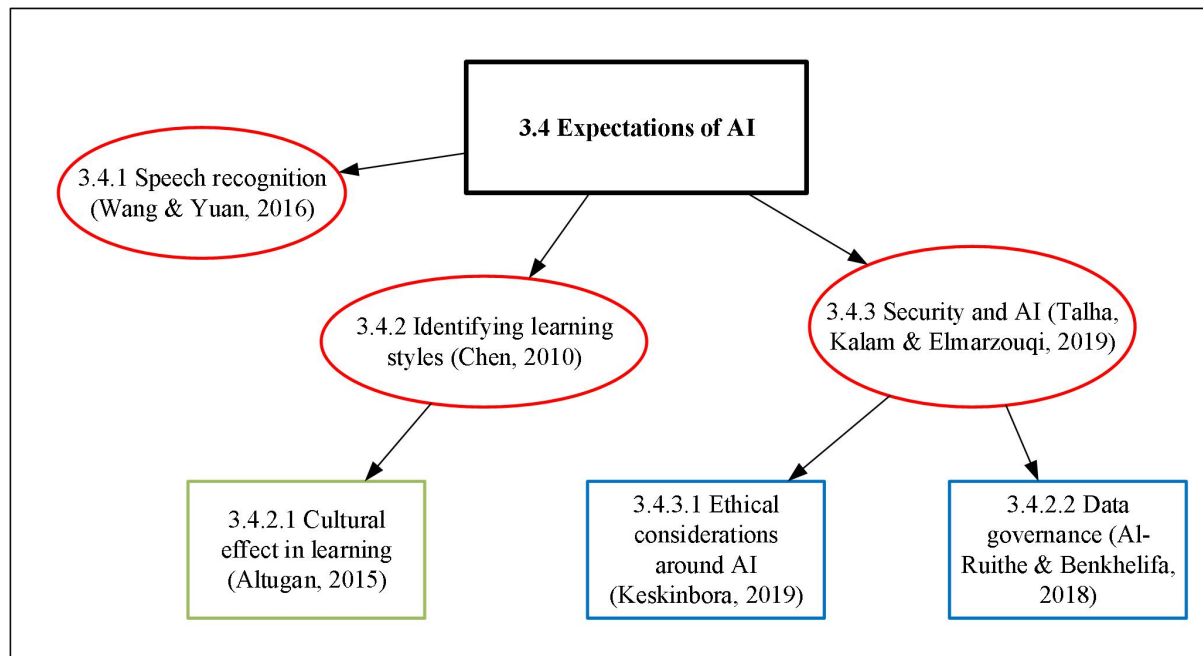 3.4 Expectations of AI
3.4.1 Speech recognition
(Wang & Yuan, 2016)
3.4.2 Identifying learning
styles (Chen, 2010)
3.4.3 Security and AI (Talha,
Kalam & Elmarzouqi, 2019)
3.4.2.1 Cultural
effect in learning
(Altugan, 2015)
3.4.3.1 Ethical
considerations
around AI
(Keskinbora, 2019)
3.4.2.2 Data
governance (Al-
Ruithe & Benkhelifa,
2018)